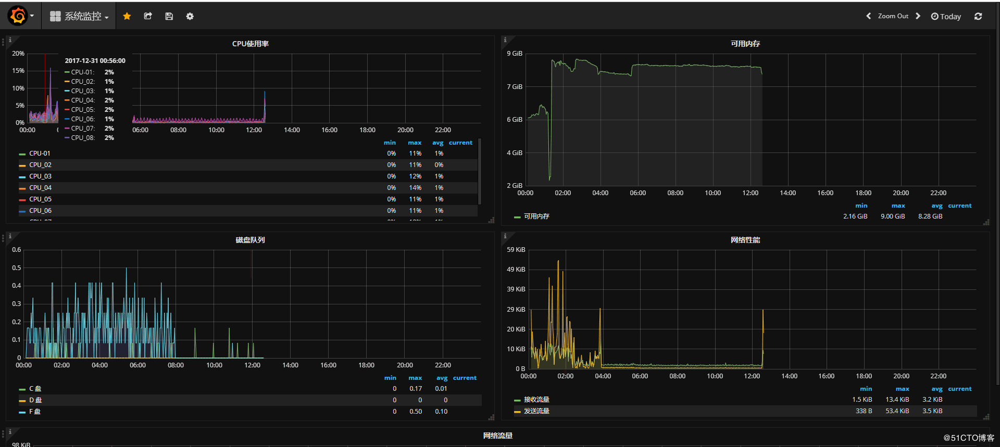 系统监控
Zoom Out
Today
CPU使用率
20%
15%
10%
5%
0%
2017-12-31 00:56:00
CPU-01: 2%
CPU_02: 1%
CPU_03: 1%
CPU_04: 2%
CPU_05: 2%
CPU_06: 1%
CPU_07: 2%
CPU_08: 2%
00:00 06:00 08:00 10:00 12:00 14:00 16:00 18:00 20:00 22:00
min max avg current
CPU-01 0% 11% 1%
CPU_02 0% 11% 0%
CPU_03 0% 12% 1%
CPU_04 0% 14% 1%
CPU_05 0% 11% 1%
CPU_06 0% 11% 1%
可用内存
9 GiB
7 GiB
6 GiB
4 GiB
2 GiB
00:00 02:00 04:00 06:00 08:00 10:00 12:00 14:00 16:00 18:00 20:00 22:00
min max avg current
可用内存 2.16 GiB 9.00 GiB 8.28 GiB
磁盘队列
0.6
0.5
0.4
0.3
0.2
0.1
0
00:00 02:00 04:00 06:00 08:00 10:00 12:00 14:00 16:00 18:00 20:00 22:00
min max avg current
C 盘 0 0.17 0.01
D 盘 0 0 0
F 盘 0 0.50 0.10
网络性能
59 KiB
49 KiB
39 KiB
29 KiB
20 KiB
10 KiB
0 B
00:00 02:00 04:00 06:00 08:00 10:00 12:00 14:00 16:00 18:00 20:00 22:00
min max avg current
接收流量 1.5 KiB 13.4 KiB 3.2 KiB
发送流量 338 B 53.4 KiB 3.5 KiB
网络流量
98 KiB
@51CTO博客